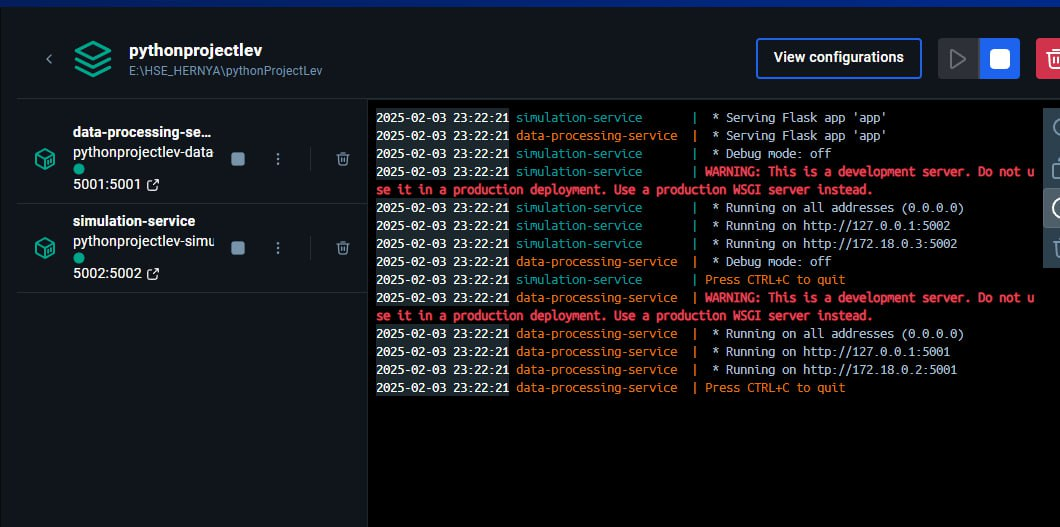 pythonprojectlev
E:\HSE_HERNYA\pythonProjectLev
View configurations
data-processing-se...
pythonprojectlev-data
5001:5001
simulation-service
pythonprojectlev-simu
5002:5002
2025-02-03 23:22:21 simulation-service | * Serving Flask app 'app'
2025-02-03 23:22:21 data-processing-service | * Serving Flask app 'app'
2025-02-03 23:22:21 simulation-service | * Debug mode: off
2025-02-03 23:22:21 simulation-service | WARNING: This is a development server. Do not u
se it in a production deployment. Use a production WSGI server instead.
2025-02-03 23:22:21 simulation-service | * Running on all addresses (0.0.0.0)
2025-02-03 23:22:21 simulation-service | * Running on http://127.0.0.1:5002
2025-02-03 23:22:21 simulation-service | * Running on http://172.18.0.3:5002
2025-02-03 23:22:21 data-processing-service | * Debug mode: off
2025-02-03 23:22:21 simulation-service | Press CTRL+C to quit
2025-02-03 23:22:21 data-processing-service | WARNING: This is a development server. Do not u
se it in a production deployment. Use a production WSGI server instead.
2025-02-03 23:22:21 data-processing-service | * Running on all addresses (0.0.0.0)
2025-02-03 23:22:21 data-processing-service | * Running on http://127.0.0.1:5001
2025-02-03 23:22:21 data-processing-service | * Running on http://172.18.0.2:5001
2025-02-03 23:22:21 data-processing-service | Press CTRL+C to quit